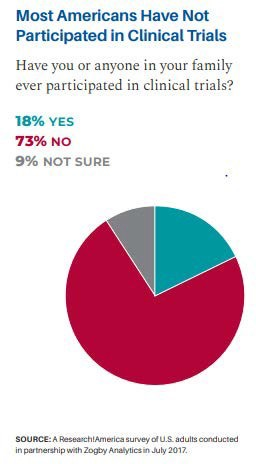 Most Americans Have Not
Participated in Clinical Trials
Have you or anyone in your family
ever participated in clinical trials?
18% YES
73% NO
9% NOT SURE
SOURCE: A Research!America survey of U.S. adults conducted
in partnership with Zogby Analytics in July 2017.